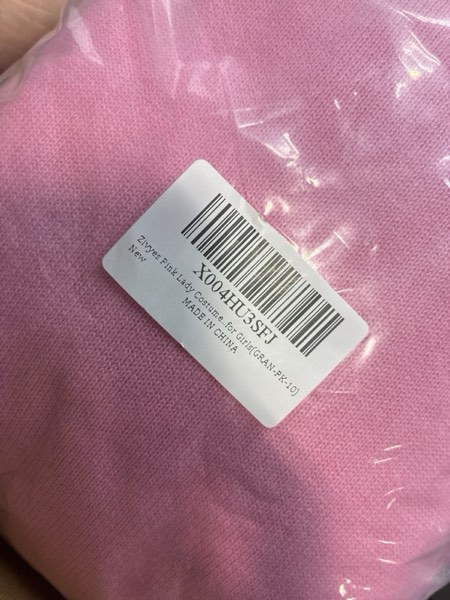 X004HU3SFJ
Zivyes Pink Lady Costume...for Girls(GRAN-PK-10)
New
MADE IN CHINA